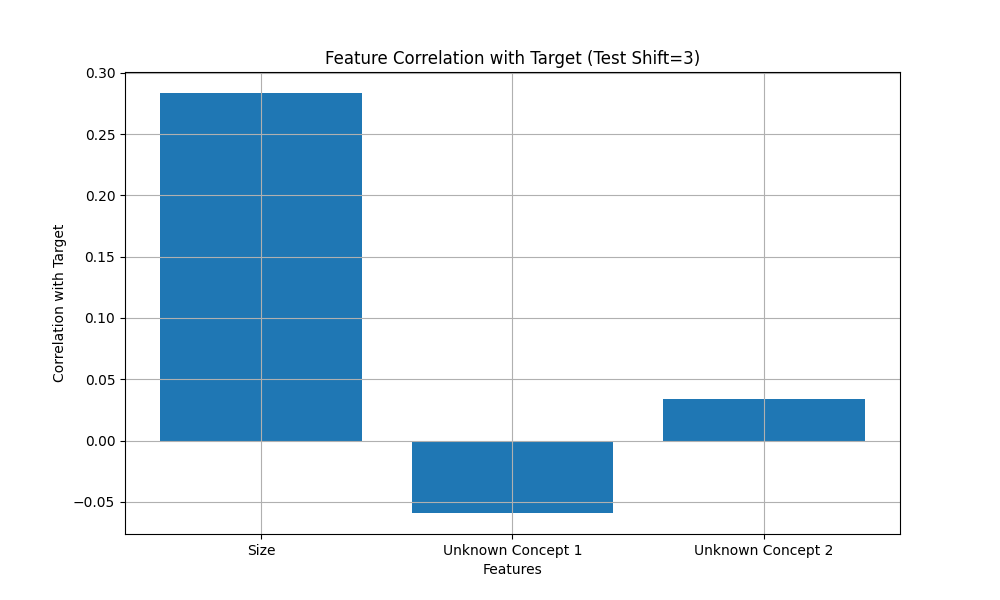 Feature Correlation with Target (Test Shift=3)
Correlation with Target
0.30
0.25
0.20
0.15
0.10
0.05
0.00
−0.05
Size
Unknown Concept 1
Unknown Concept 2
Features